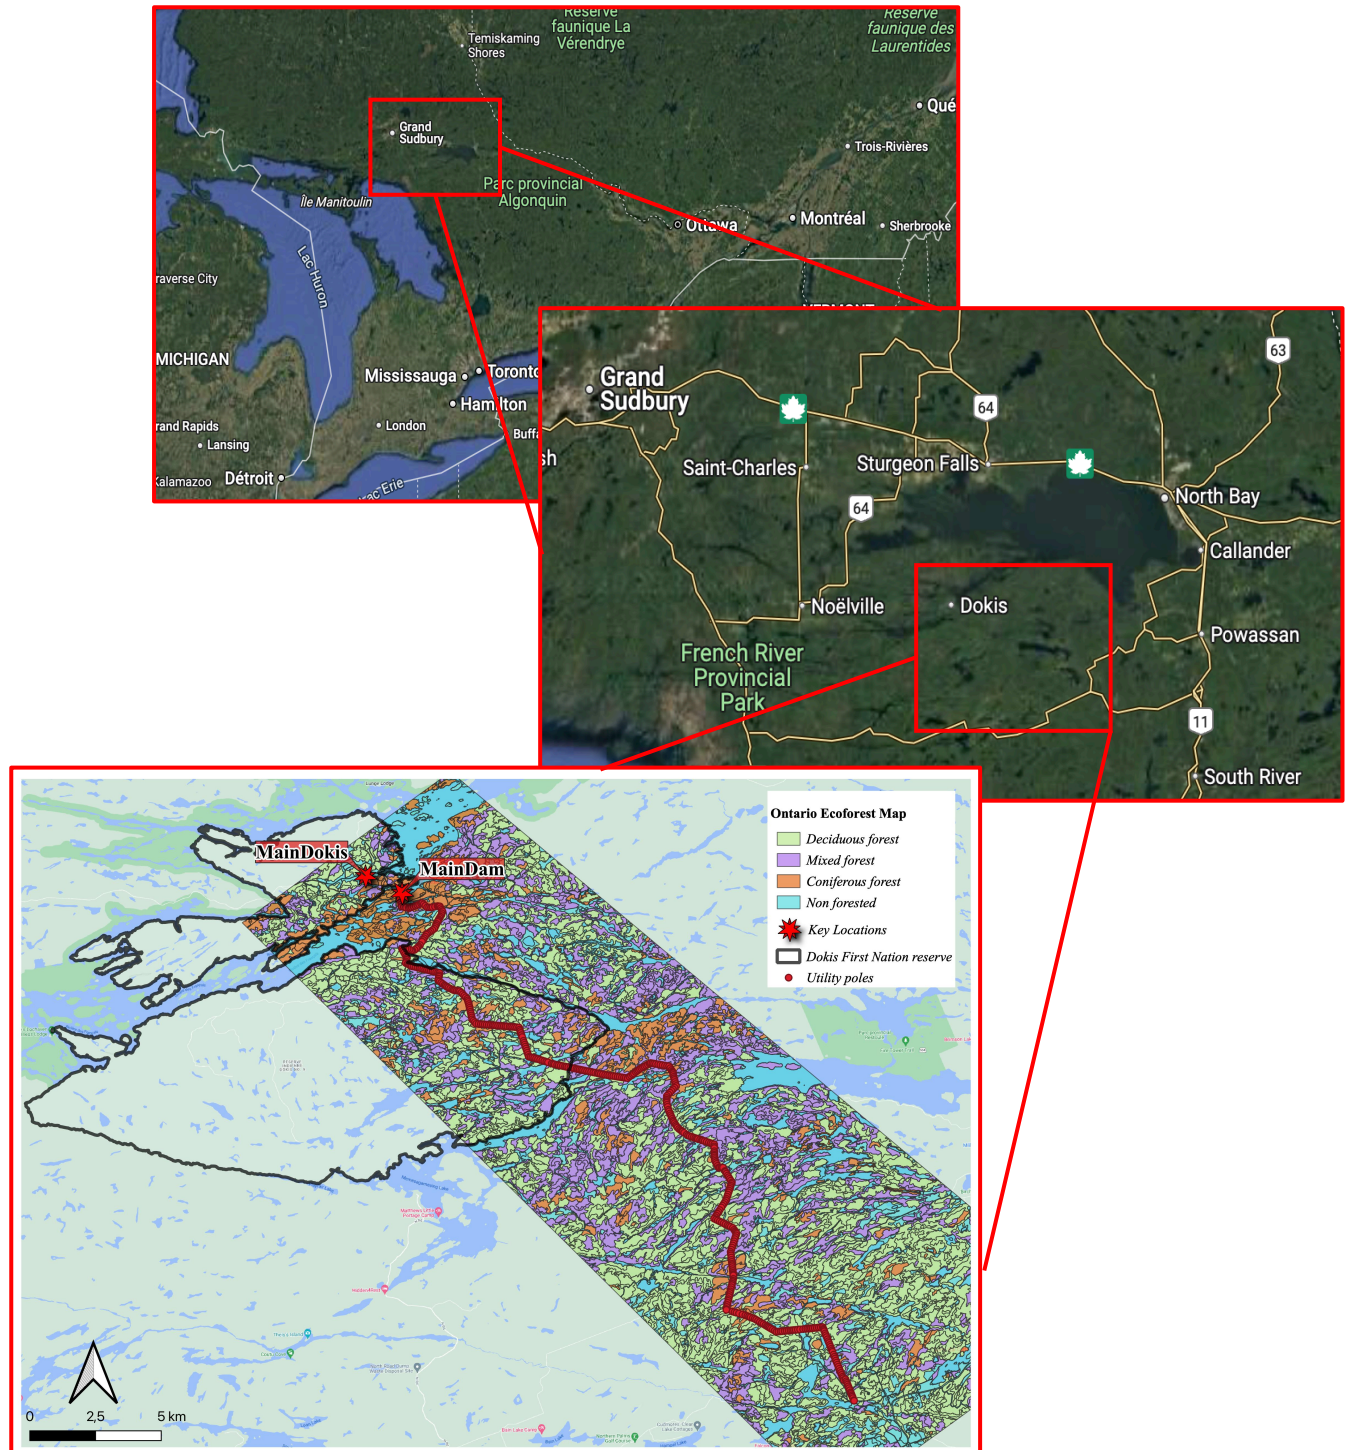 Réserve
faunique La
Vérendrye
Réserve
faunique des
Laurentides
Temiskaming
Shores
Qué
Grand
Sudbury
Trois-Rivières
Parc provincial
Algonquin
Île Manitoulin
Ottawa
Montréal
Sherbrooke
Lac Huron
raverse City
VERMONT
MICHIGAN
Mississauga
Toronto
Hamilton
rand Rapids
London
Buffa
Lansing
Kalamazoo
Détroit
Lac Erie
63
Grand
Sudbury
64
sh
Saint-Charles
Sturgeon Falls
64
North Bay
Callander
Noëlville
Dokis
Powassan
French River
Provincial
Park
11
South River
Ontario Ecoforest Map
Deciduous forest
Mixed forest
Coniferous forest
Non forested
Key Locations
Dokis First Nation reserve
Utility poles
MainDokis
MainDam
0
2,5
5 km